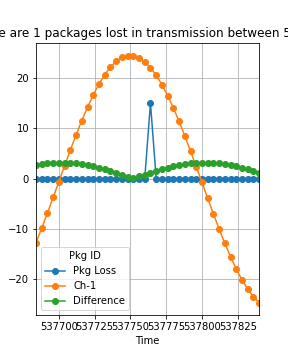 e are 1 packages lost in transmission between 5
20
10
0
−10
−20
Pkg ID
Pkg Loss
Ch-1
Difference
537700 537725 537750 537775 537800 537825
Time